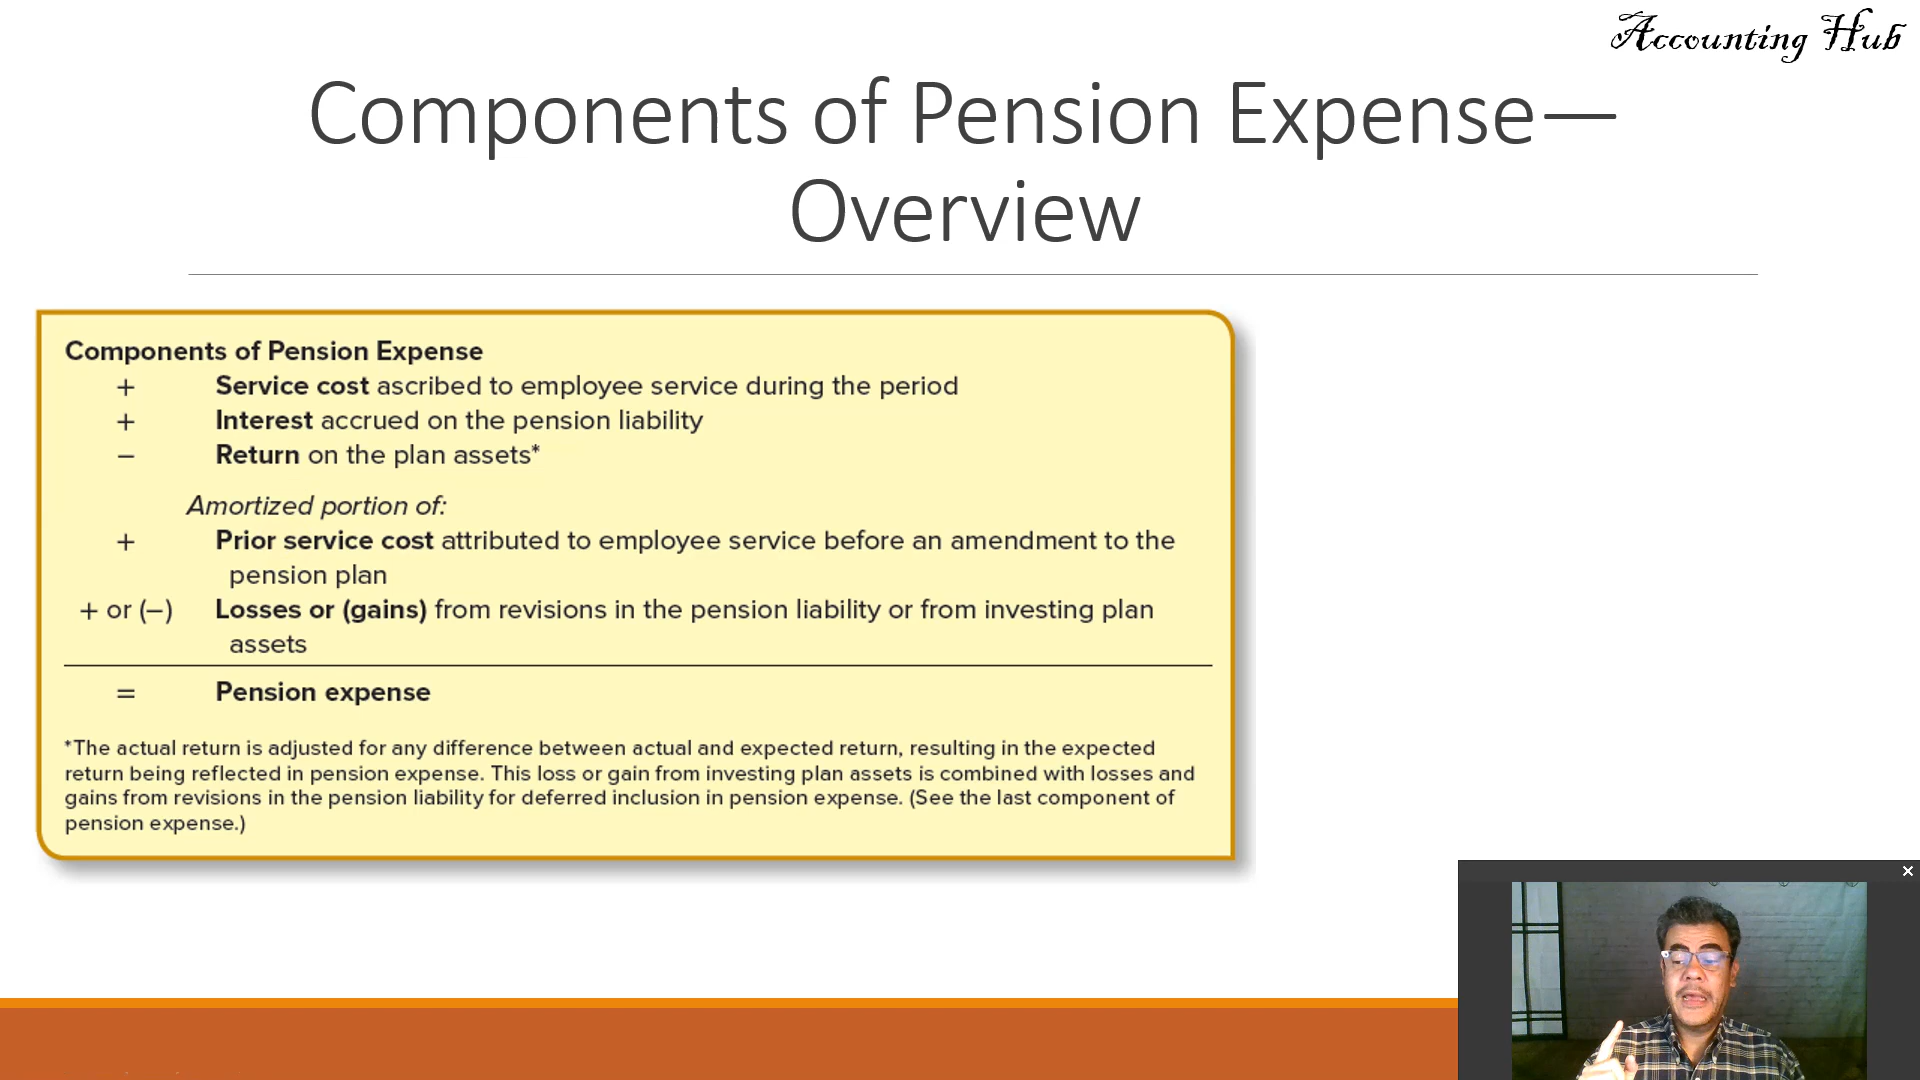 Accounting Hub
Components of Pension Expense—
Overview
Components of Pension Expense
+ Service cost ascribed to employee service during the period
+ Interest accrued on the pension liability
– Return on the plan assets*
Amortized portion of:
+ Prior service cost attributed to employee service before an amendment to the
pension plan
+ or (–) Losses or (gains) from revisions in the pension liability or from investing plan
assets
= Pension expense
*The actual return is adjusted for any difference between actual and expected return, resulting in the expected
return being reflected in pension expense. This loss or gain from investing plan assets is combined with losses and
gains from revisions in the pension liability for deferred inclusion in pension expense. (See the last component of
pension expense.)